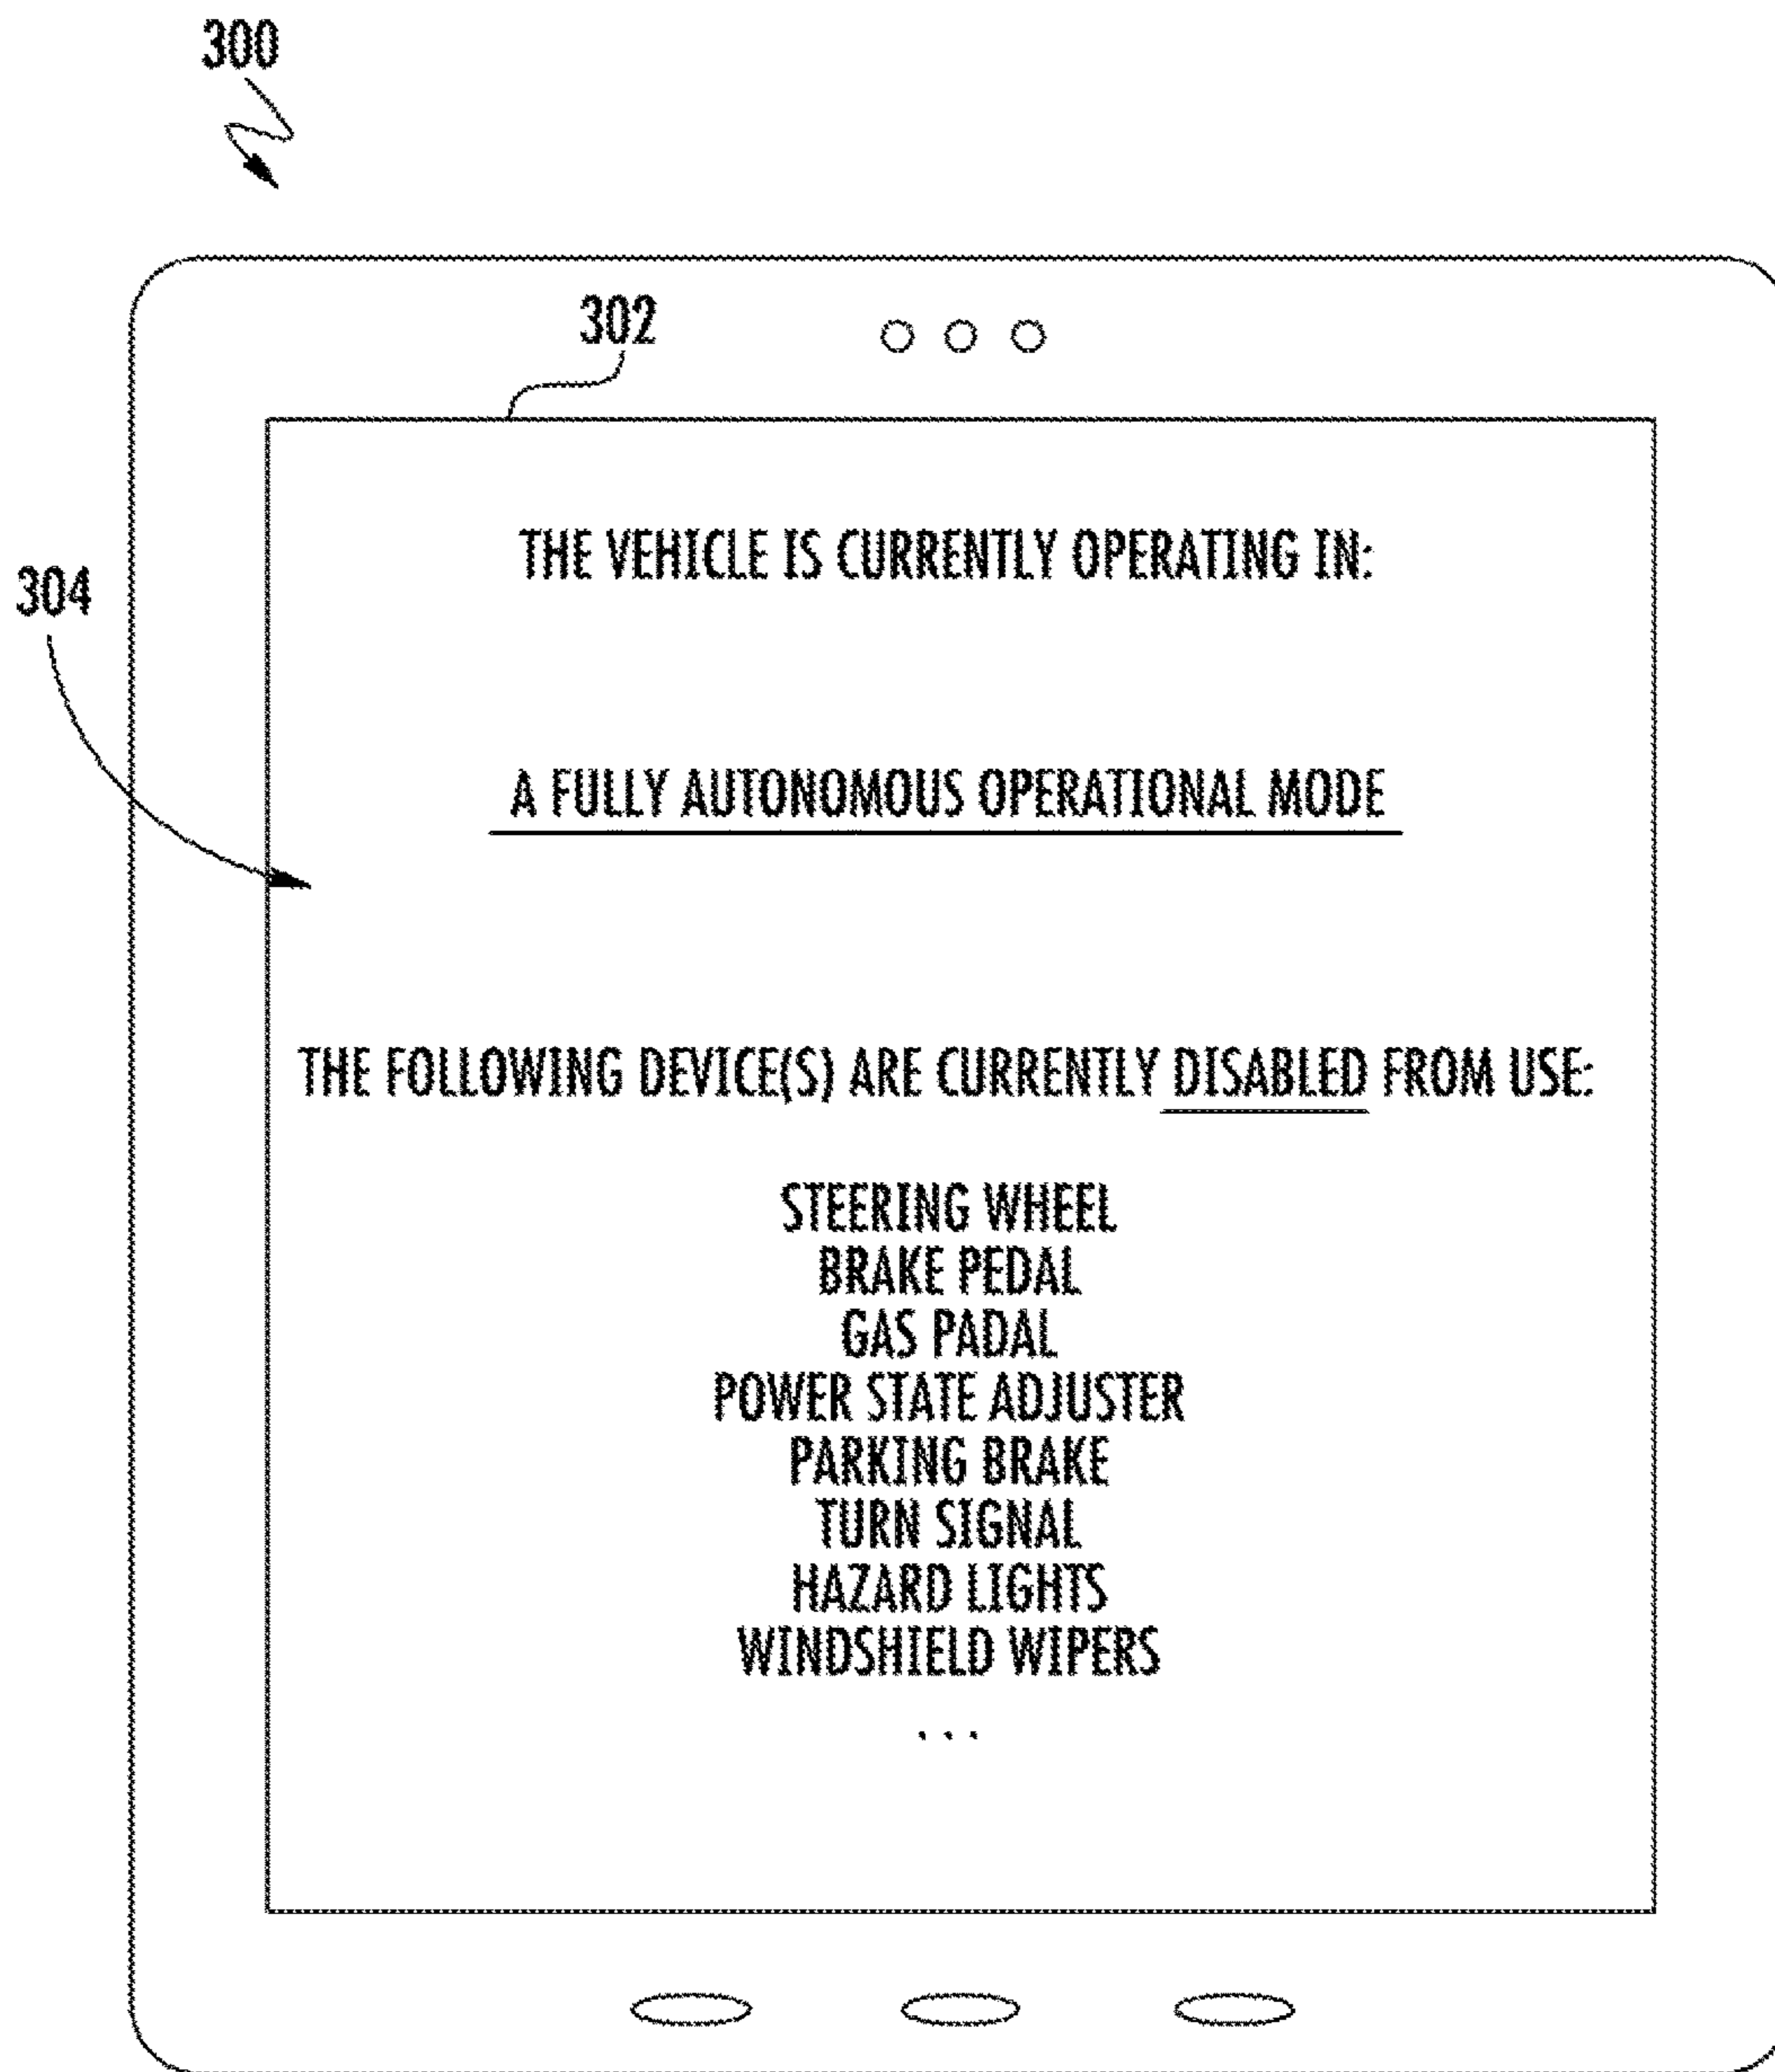 300
302
304
THE VEHICLE IS CURRENTLY OPERATING IN:
A FULLY AUTONOMOUS OPERATIONAL MODE
THE FOLLOWING DEVICE(S) ARE CURRENTLY DISABLED FROM USE:
STEERING WHEEL
BRAKE PEDAL
GAS PADAL
POWER STATE ADJUSTER
PARKING BRAKE
TURN SIGNAL
HAZARD LIGHTS
WINDSHIELD WIPERS
...